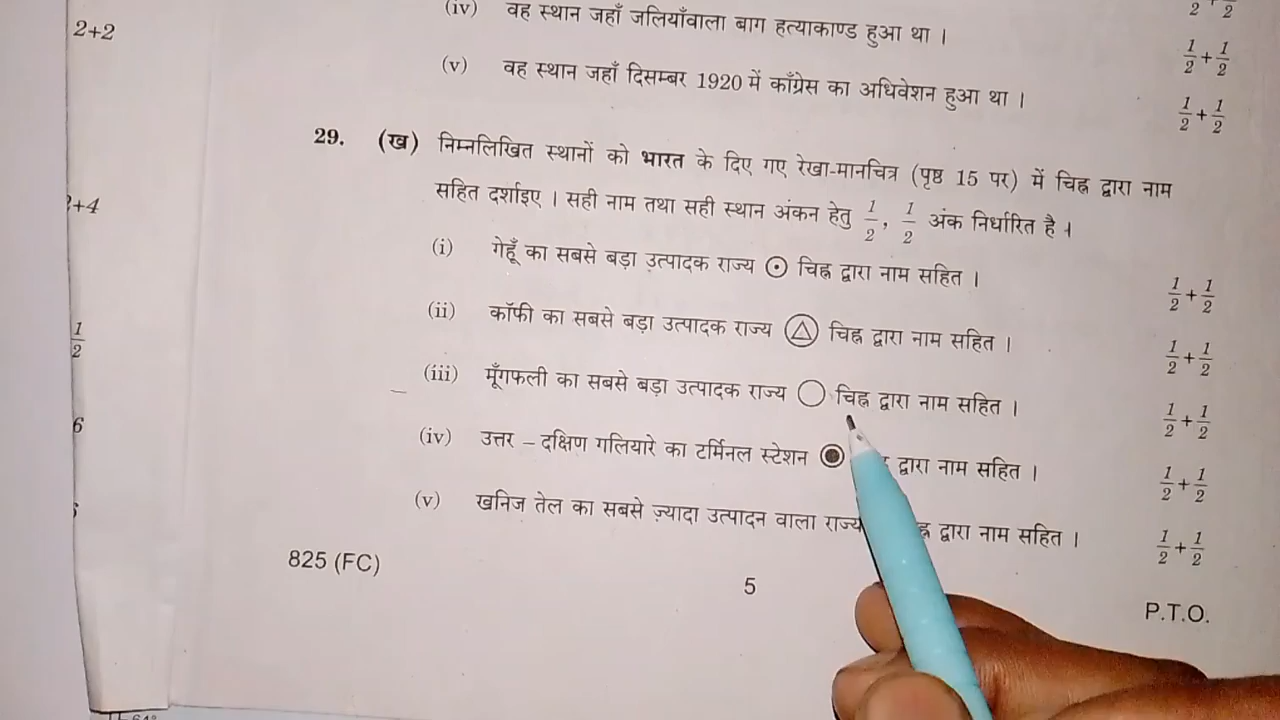 2+2
(iv) वह स्थान जहाँ जलियाँवाला बाग हत्याकाण्ड हुआ था । 1/2 + 1/2
(v) वह स्थान जहाँ दिसम्बर 1920 में काँग्रेस का अधिवेशन हुआ था । 1/2 + 1/2
29. (ख) निम्नलिखित स्थानों को भारत के दिए गए रेखा-मानचित्र (पृष्ठ 15 पर) में चिह्न द्वारा नाम
+4
सहित दर्शाइए । सही नाम तथा सही स्थान अंकन हेतु 1/2, 1/2 अंक निर्धारित है ।
(i) गेहूँ का सबसे बड़ा उत्पादक राज्य ⊙ चिह्न द्वारा नाम सहित । 1/2 + 1/2
1/2
(ii) कॉफी का सबसे बड़ा उत्पादक राज्य चिह्न द्वारा नाम सहित । 1/2 + 1/2
(iii) मूँगफली का सबसे बड़ा उत्पादक राज्य ◯ चिह्न द्वारा नाम सहित । 1/2 + 1/2
6
(iv) उत्तर – दक्षिण गलियारे का टर्मिनल स्टेशन ◉ द्वारा नाम सहित । 1/2 + 1/2
(v) खनिज तेल का सबसे ज़्यादा उत्पादन वाला राज्य द्वारा नाम सहित । 1/2 + 1/2
825 (FC)
5
P.T.O.